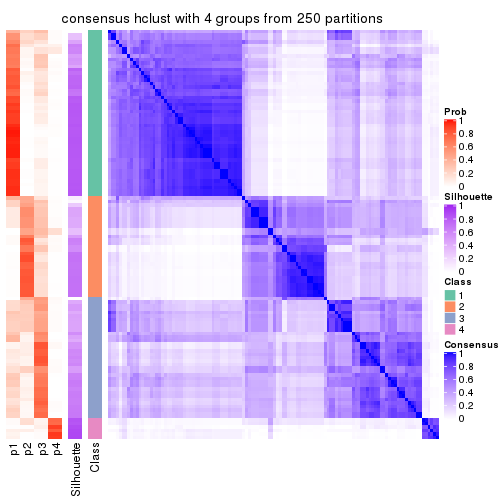 consensus hclust with 4 groups from 250 partitions
Prob
1
0.8
0.6
0.4
0.2
0
Silhouette
1
0.8
0.6
0.4
0.2
0
Class
1
2
3
4
Consensus
1
0.8
0.6
0.4
0.2
0
p1
p2
p3
p4
Silhouette
Class